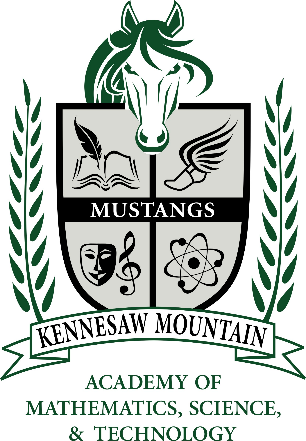 MUSTANGS
KENNESAW MOUNTAIN
ACADEMY OF
MATHEMATICS, SCIENCE,
& TECHNOLOGY